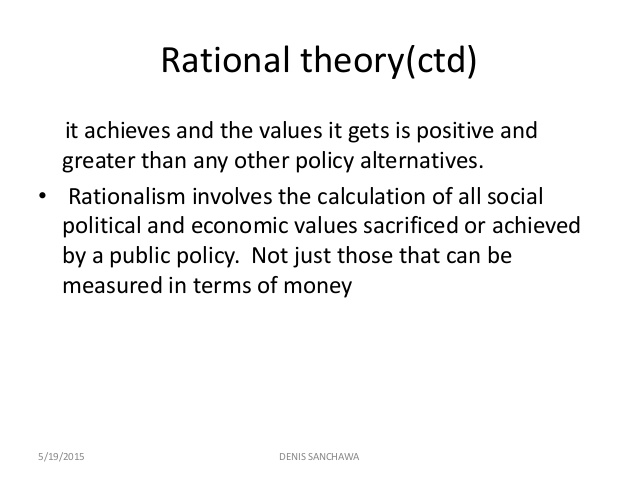 Rational theory(ctd)
it achieves and the values it gets is positive and
greater than any other policy alternatives.
• Rationalism involves the calculation of all social
political and economic values sacrificed or achieved
by a public policy.  Not just those that can be
measured in terms of money
5/19/2015
DENIS SANCHAWA